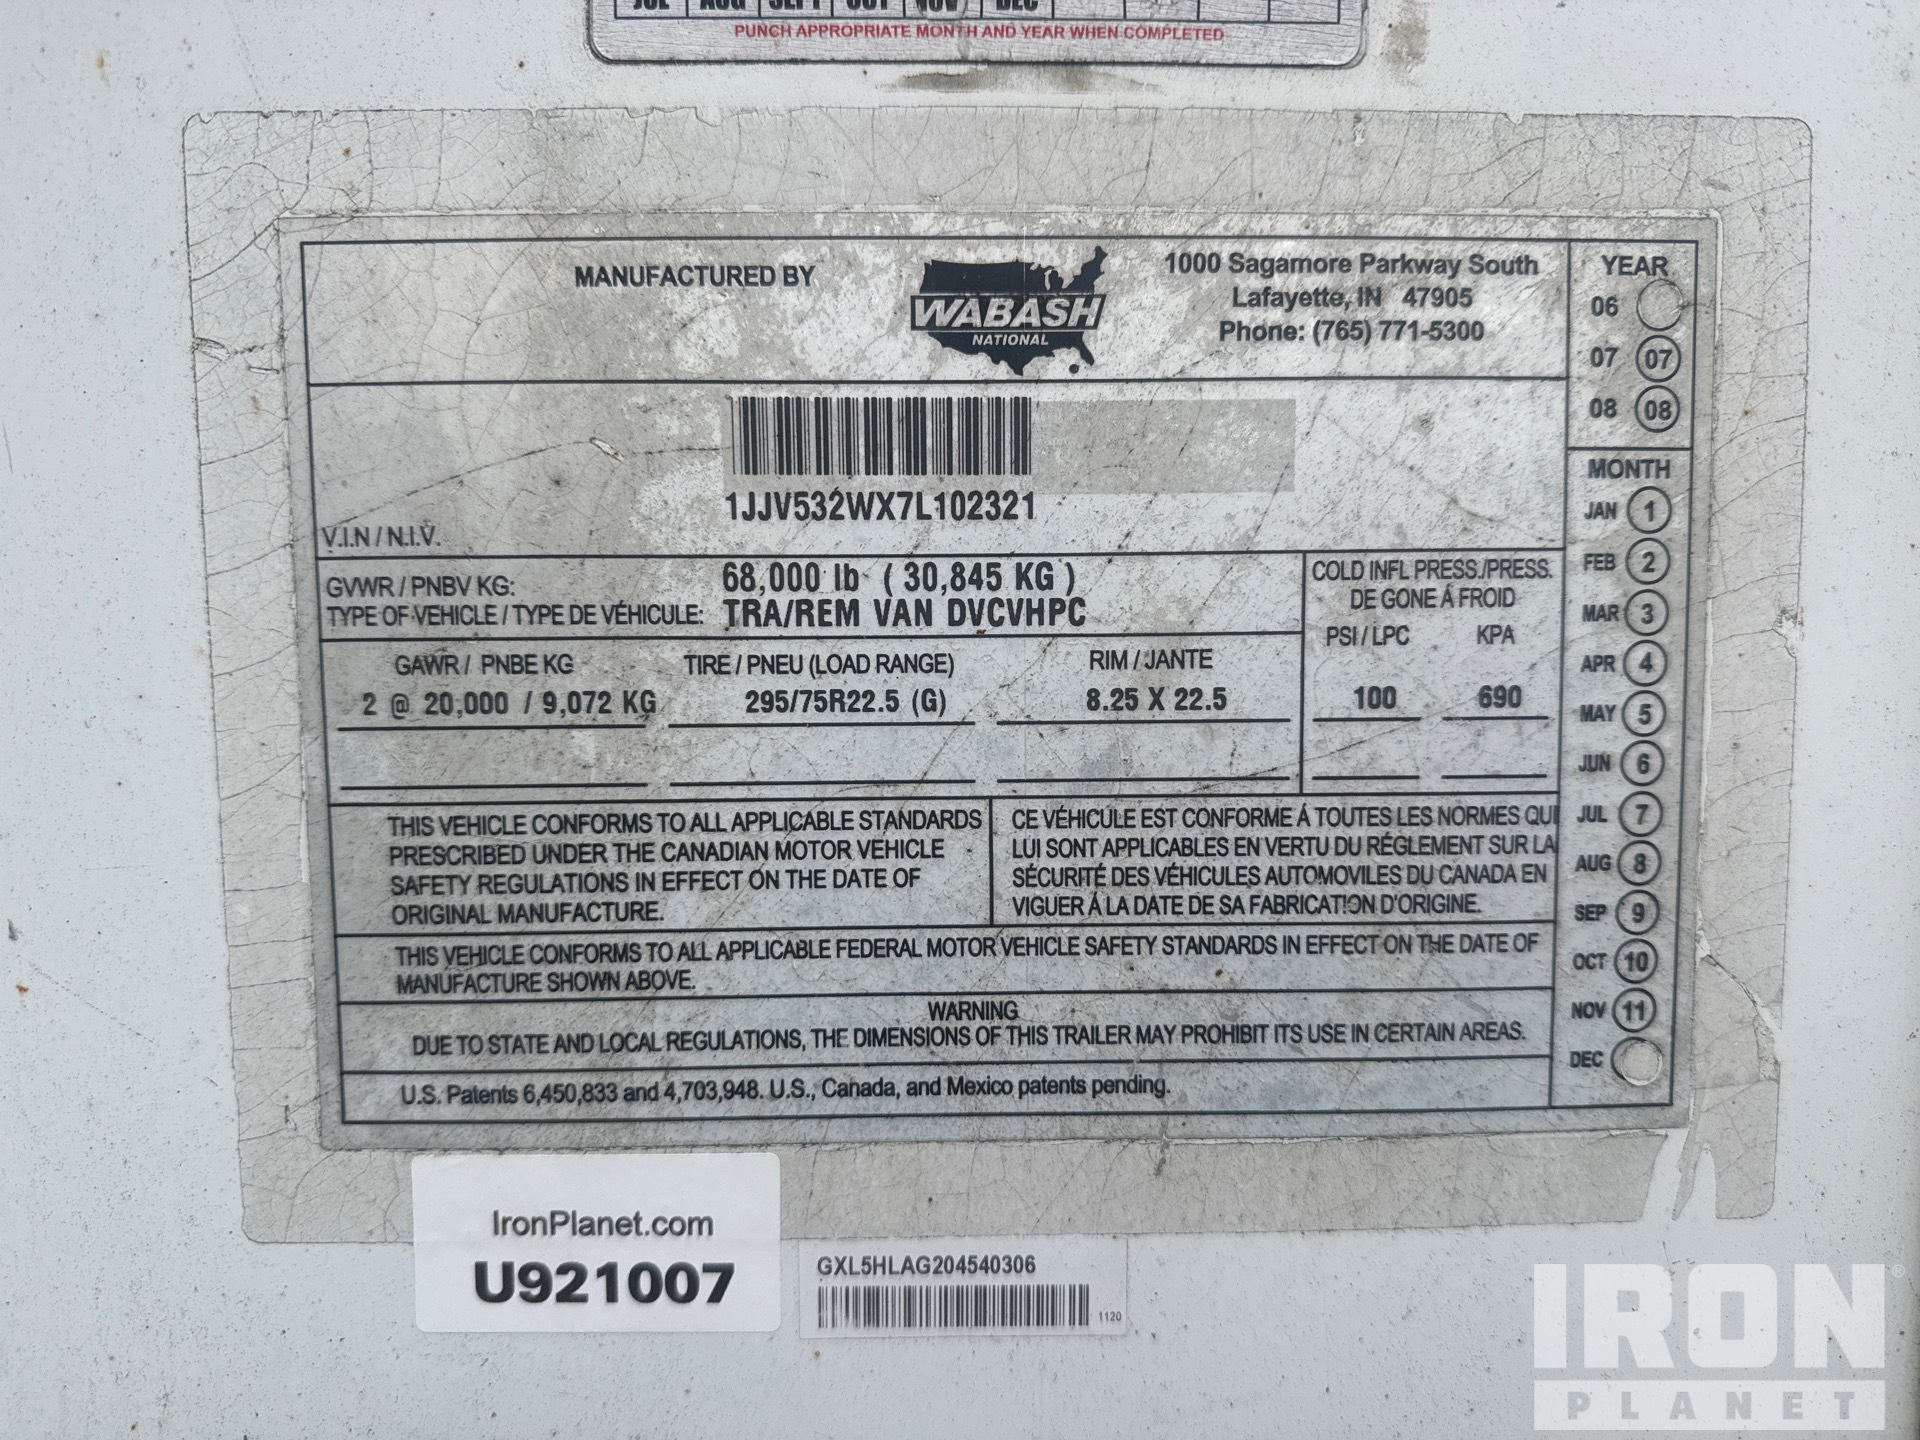 JUL AUG SEPT OCT NOV DEC
PUNCH APPROPRIATE MONTH AND YEAR WHEN COMPLETED
MANUFACTURED BY
WABASH
NATIONAL
1000 Sagamore Parkway South
Lafayette, IN 47905
Phone: (765) 771-5300
YEAR
06
07 07
08 08
1JJV532WX7L102321
V.I.N / N.I.V.
GVWR / PNBV KG: 68,000 lb ( 30,845 KG )
TYPE OF VEHICLE / TYPE DE VÉHICULE: TRA/REM VAN DVCVHPC
COLD INFL PRESS./PRESS.
DE GONE Á FROID
PSI / LPC KPA
GAWR / PNBE KG TIRE / PNEU (LOAD RANGE) RIM / JANTE
2 @ 20,000 / 9,072 KG 295/75R22.5 (G) 8.25 X 22.5 100 690
MONTH
JAN 1
FEB 2
MAR 3
APR 4
MAY 5
JUN 6
JUL 7
AUG 8
SEP 9
OCT 10
NOV 11
DEC
THIS VEHICLE CONFORMS TO ALL APPLICABLE STANDARDS
PRESCRIBED UNDER THE CANADIAN MOTOR VEHICLE
SAFETY REGULATIONS IN EFFECT ON THE DATE OF
ORIGINAL MANUFACTURE.
CE VÉHICULE EST CONFORME Á TOUTES LES NORMES QUI
LUI SONT APPLICABLES EN VERTU DU RÉGLEMENT SUR LA
SÉCURITÉ DES VÉHICULES AUTOMOVILES DU CANADA EN
VIGUER Á LA DATE DE SA FABRICATION D'ORIGINE.
THIS VEHICLE CONFORMS TO ALL APPLICABLE FEDERAL MOTOR VEHICLE SAFETY STANDARDS IN EFFECT ON THE DATE OF
MANUFACTURE SHOWN ABOVE.
WARNING
DUE TO STATE AND LOCAL REGULATIONS, THE DIMENSIONS OF THIS TRAILER MAY PROHIBIT ITS USE IN CERTAIN AREAS.
U.S. Patents 6,450,833 and 4,703,948. U.S., Canada, and Mexico patents pending.
IronPlanet.com
U921007
GXL5HLAG204540306
1120
IRON®
PLANET